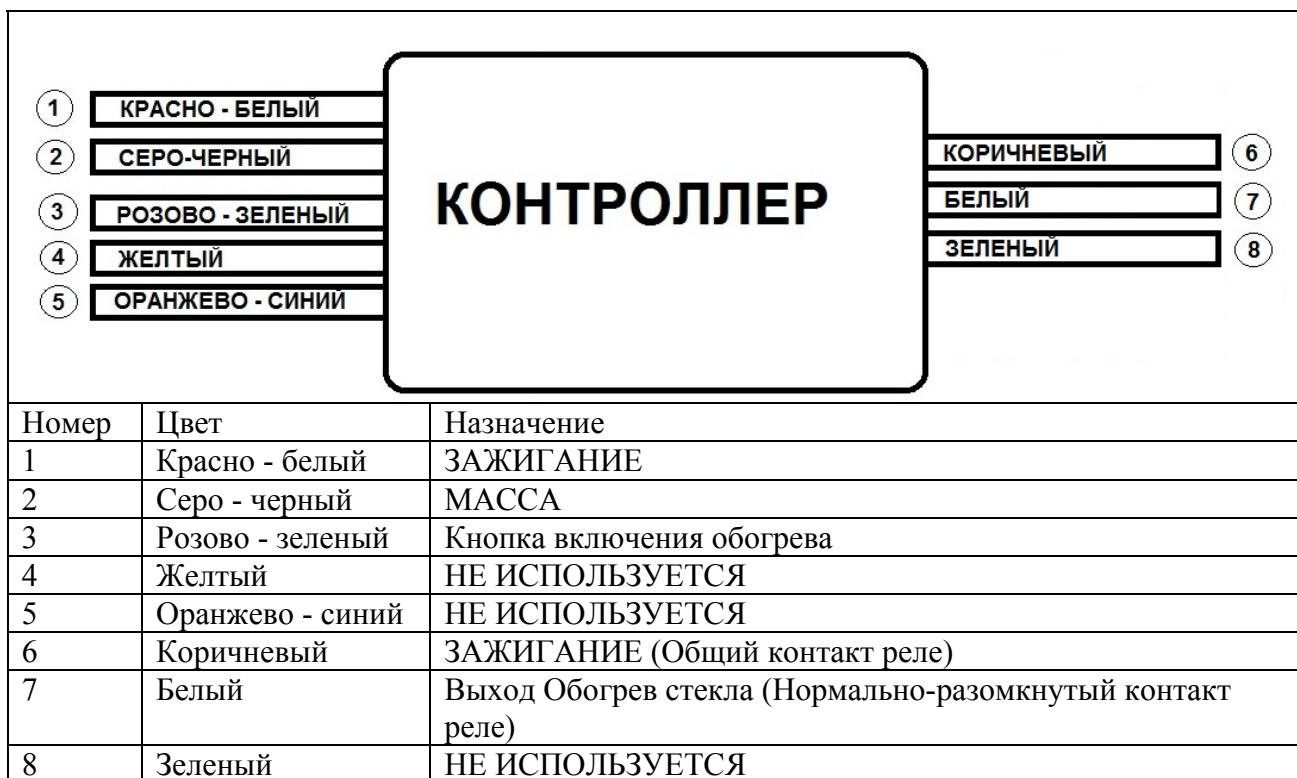 1 КРАСНО - БЕЛЫЙ
2 СЕРО-ЧЕРНЫЙ
3 РОЗОВО - ЗЕЛЕНЫЙ
4 ЖЕЛТЫЙ
5 ОРАНЖЕВО - СИНИЙ
КОНТРОЛЛЕР
КОРИЧНЕВЫЙ 6
БЕЛЫЙ 7
ЗЕЛЕНЫЙ 8
Номер Цвет Назначение
1 Красно - белый ЗАЖИГАНИЕ
2 Серо - черный МАССА
3 Розово - зеленый Кнопка включения обогрева
4 Желтый НЕ ИСПОЛЬЗУЕТСЯ
5 Оранжево - синий НЕ ИСПОЛЬЗУЕТСЯ
6 Коричневый ЗАЖИГАНИЕ (Общий контакт реле)
7 Белый Выход Обогрев стекла (Нормально-разомкнутый контакт
реле)
8 Зеленый НЕ ИСПОЛЬЗУЕТСЯ